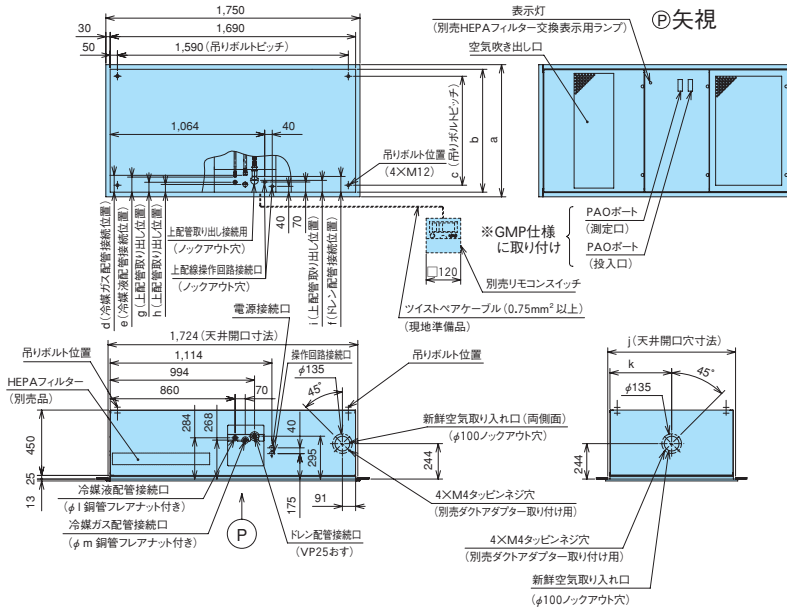 1,750
30
1,690
50
1,590 (吊りボルトピッチ)
表示灯
(別売HEPAフィルター交換表示用ランプ)
空気吹き出し口
Ⓟ矢視
1,064
40
c (吊りボルトピッチ)
b
a
吊りボルト位置
(4×M12)
40
70
d(冷媒ガス配管接続位置)
e(冷媒液配管接続位置)
g(上配管取り出し位置)
h(上配管取り出し位置)
上配管取り出し接続用
(ノックアウト穴)
上配線操作回路接続口
(ノックアウト穴)
i(上配管取り出し位置)
f(ドレン配管接続位置)
※GMP仕様
に取り付け
PAOポート
(測定口)
PAOポート
(投入口)
□120
別売リモコンスイッチ
ツイストペアケーブル(0.75mm²以上)
(現地準備品)
電源接続口
1,724(天井開口寸法)
吊りボルト位置
1,114
操作回路接続口
吊りボルト位置
HEPAフィルター
(別売品)
994
φ135
860
70
45°
284
268
40
295
175
91
450
25
13
新鮮空気取り入れ口(両側面)
(φ100ノックアウト穴)
244
4×M4タッピンネジ穴
(別売ダクトアダプター取り付け用)
冷媒液配管接続口
(φl銅管フレアナット付き)
冷媒ガス配管接続口
(φm銅管フレアナット付き)
P
ドレン配管接続口
(VP25おす)
j(天井開口穴寸法)
k
45°
φ135
244
4×M4タッピンネジ穴
(別売ダクトアダプター取り付け用)
新鮮空気取り入れ口
(φ100ノックアウト穴)